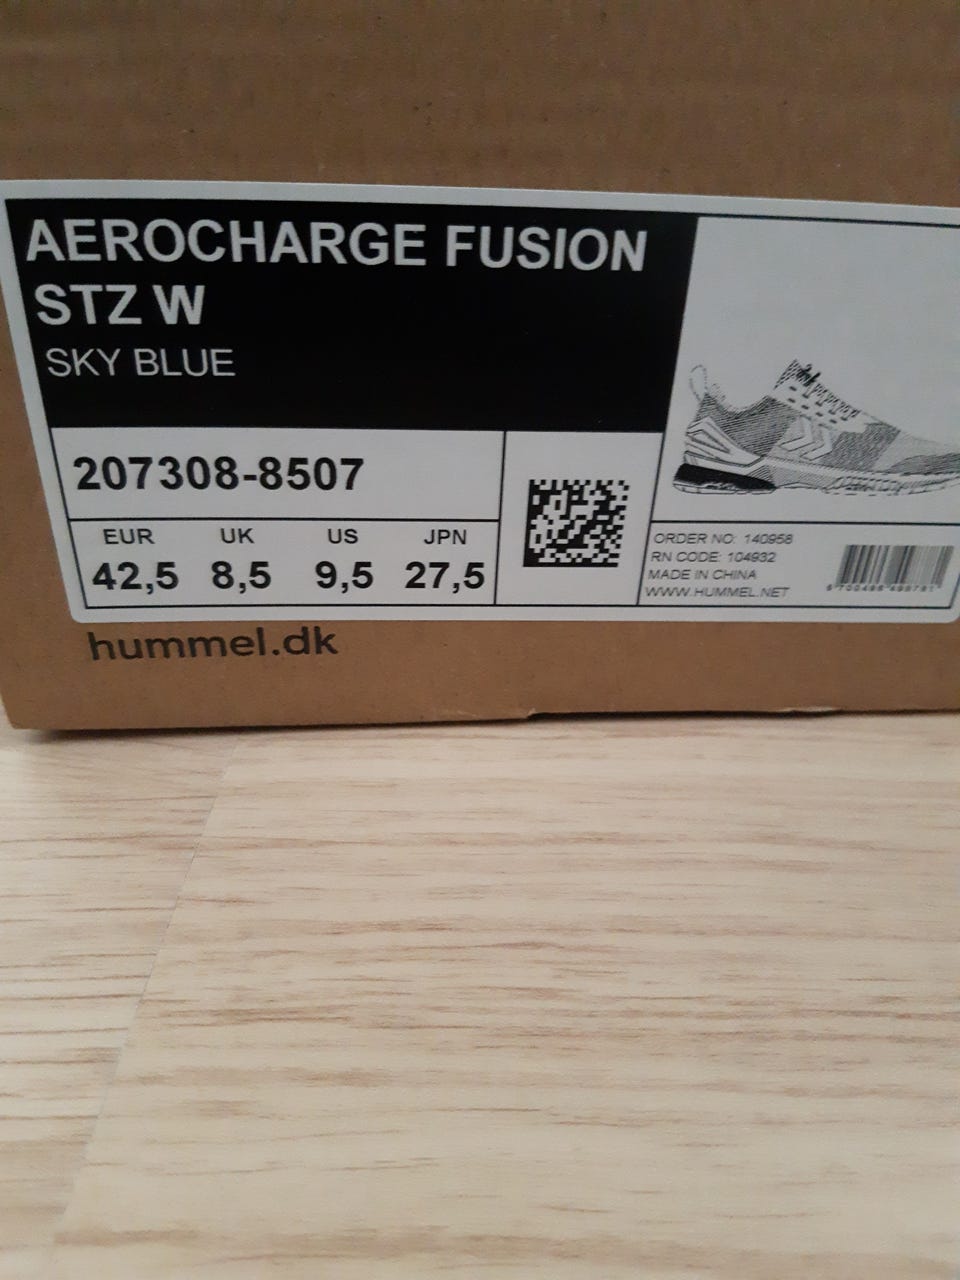 AEROCHARGE FUSION
STZ W
SKY BLUE
207308-8507
EUR UK US JPN
42,5 8,5 9,5 27,5
ORDER NO: 140958
RN CODE: 104932
MADE IN CHINA
WWW.HUMMEL.NET
hummel.dk